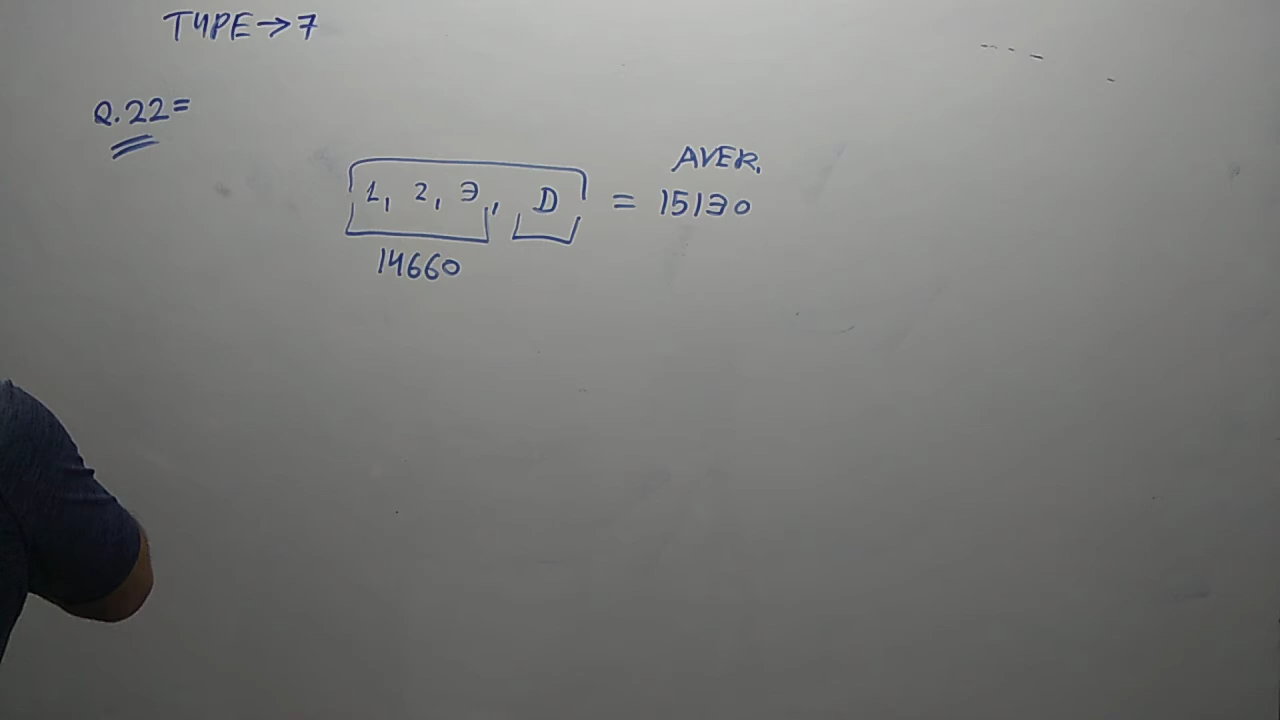 TYPE→7
Q.22=
AVER.
1, 2, 3, D = 15130
14660